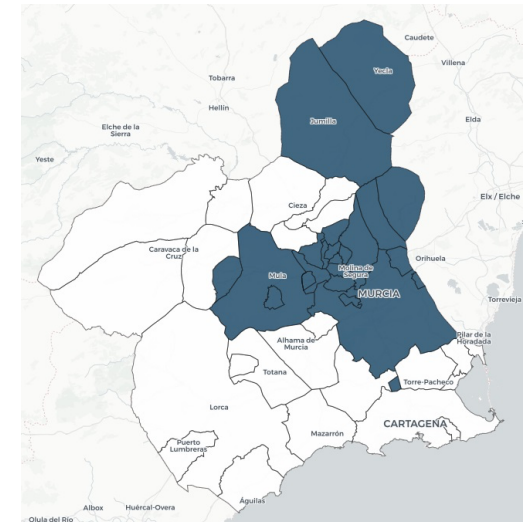 Caudete
Yecla
Villena
Tobarra
Hellín
Jumilla
Elda
Elche de la
Sierra
Yeste
Elx / Elche
Cieza
Caravaca de la
Cruz
Orihuela
Mula
Molina de
Segura
MURCIA
Torrevieja
Pilar de la
Horadada
Alhama de
Murcia
Totana
Torre-Pacheco
Lorca
CARTAGENA
Mazarrón
Puerto
Lumbreras
Águilas
Albox
Huércal-Overa
Olula del Río